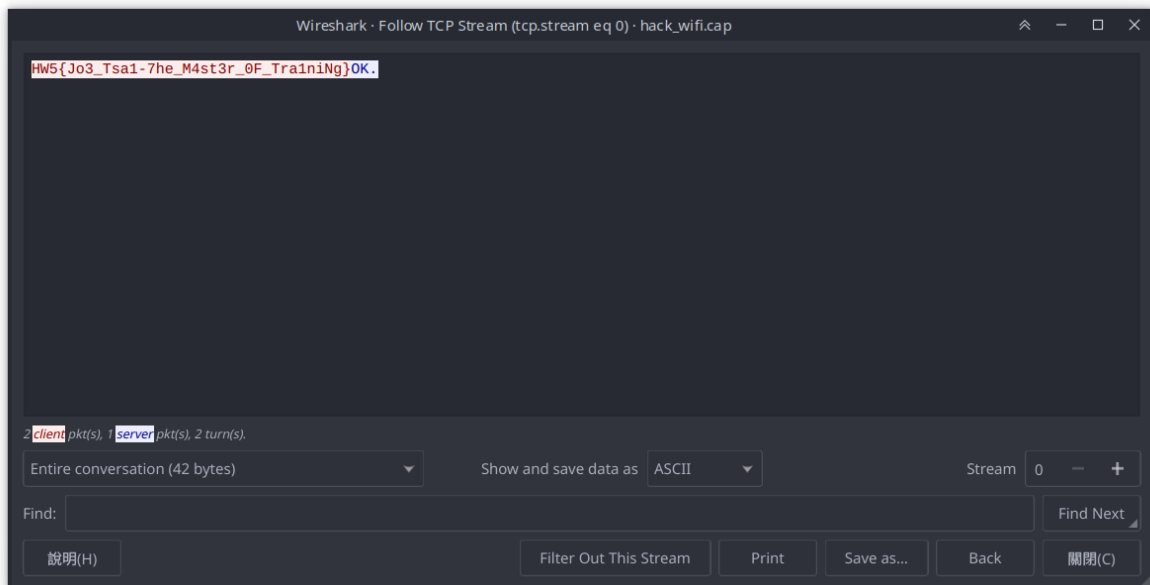 Wireshark · Follow TCP Stream (tcp.stream eq 0) · hack_wifi.cap
HW5{Jo3_Tsa1-7he_M4st3r_0F_Tra1niNg}OK.
2 client pkt(s), 1 server pkt(s), 2 turn(s).
Entire conversation (42 bytes) Show and save data as ASCII Stream 0
Find: Find Next
說明(H) Filter Out This Stream Print Save as... Back 關閉(C)